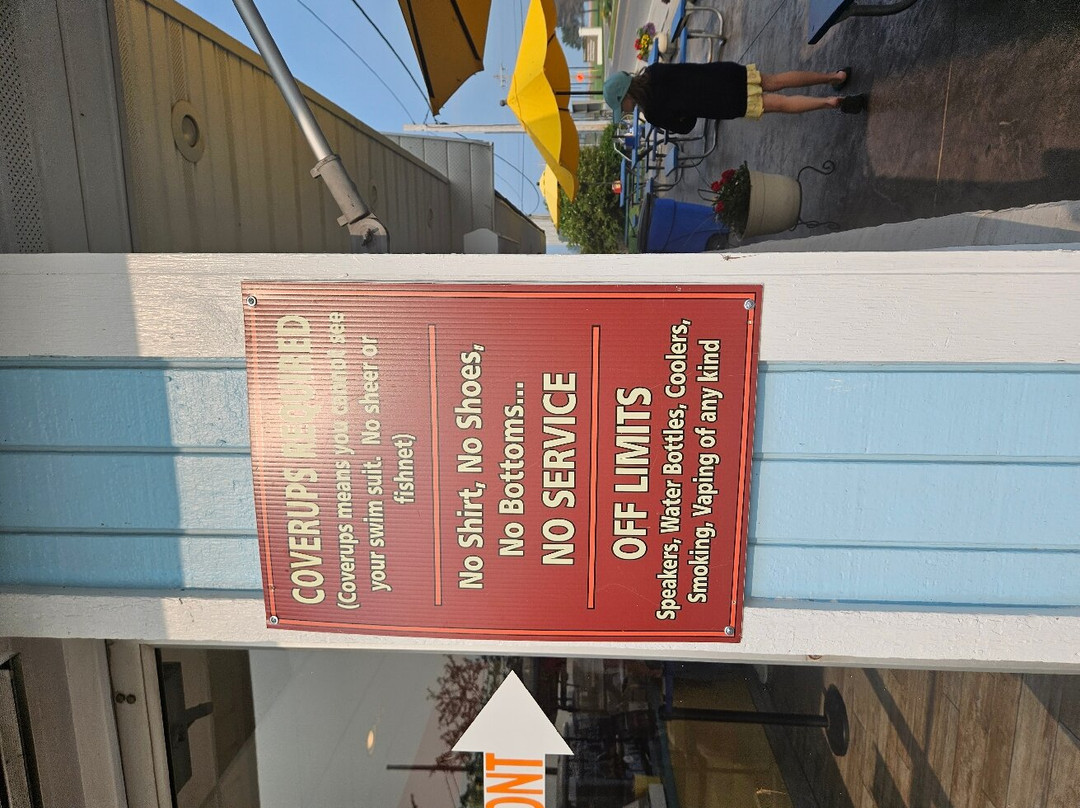 COVERUPS REQUIRED
(Coverups means you cannot see
your swim suit. No sheer or
fishnet)
No Shirt, No Shoes,
No Bottoms...
NO SERVICE
OFF LIMITS
Speakers, Water Bottles, Coolers,
Smoking, Vaping of any kind
ONT